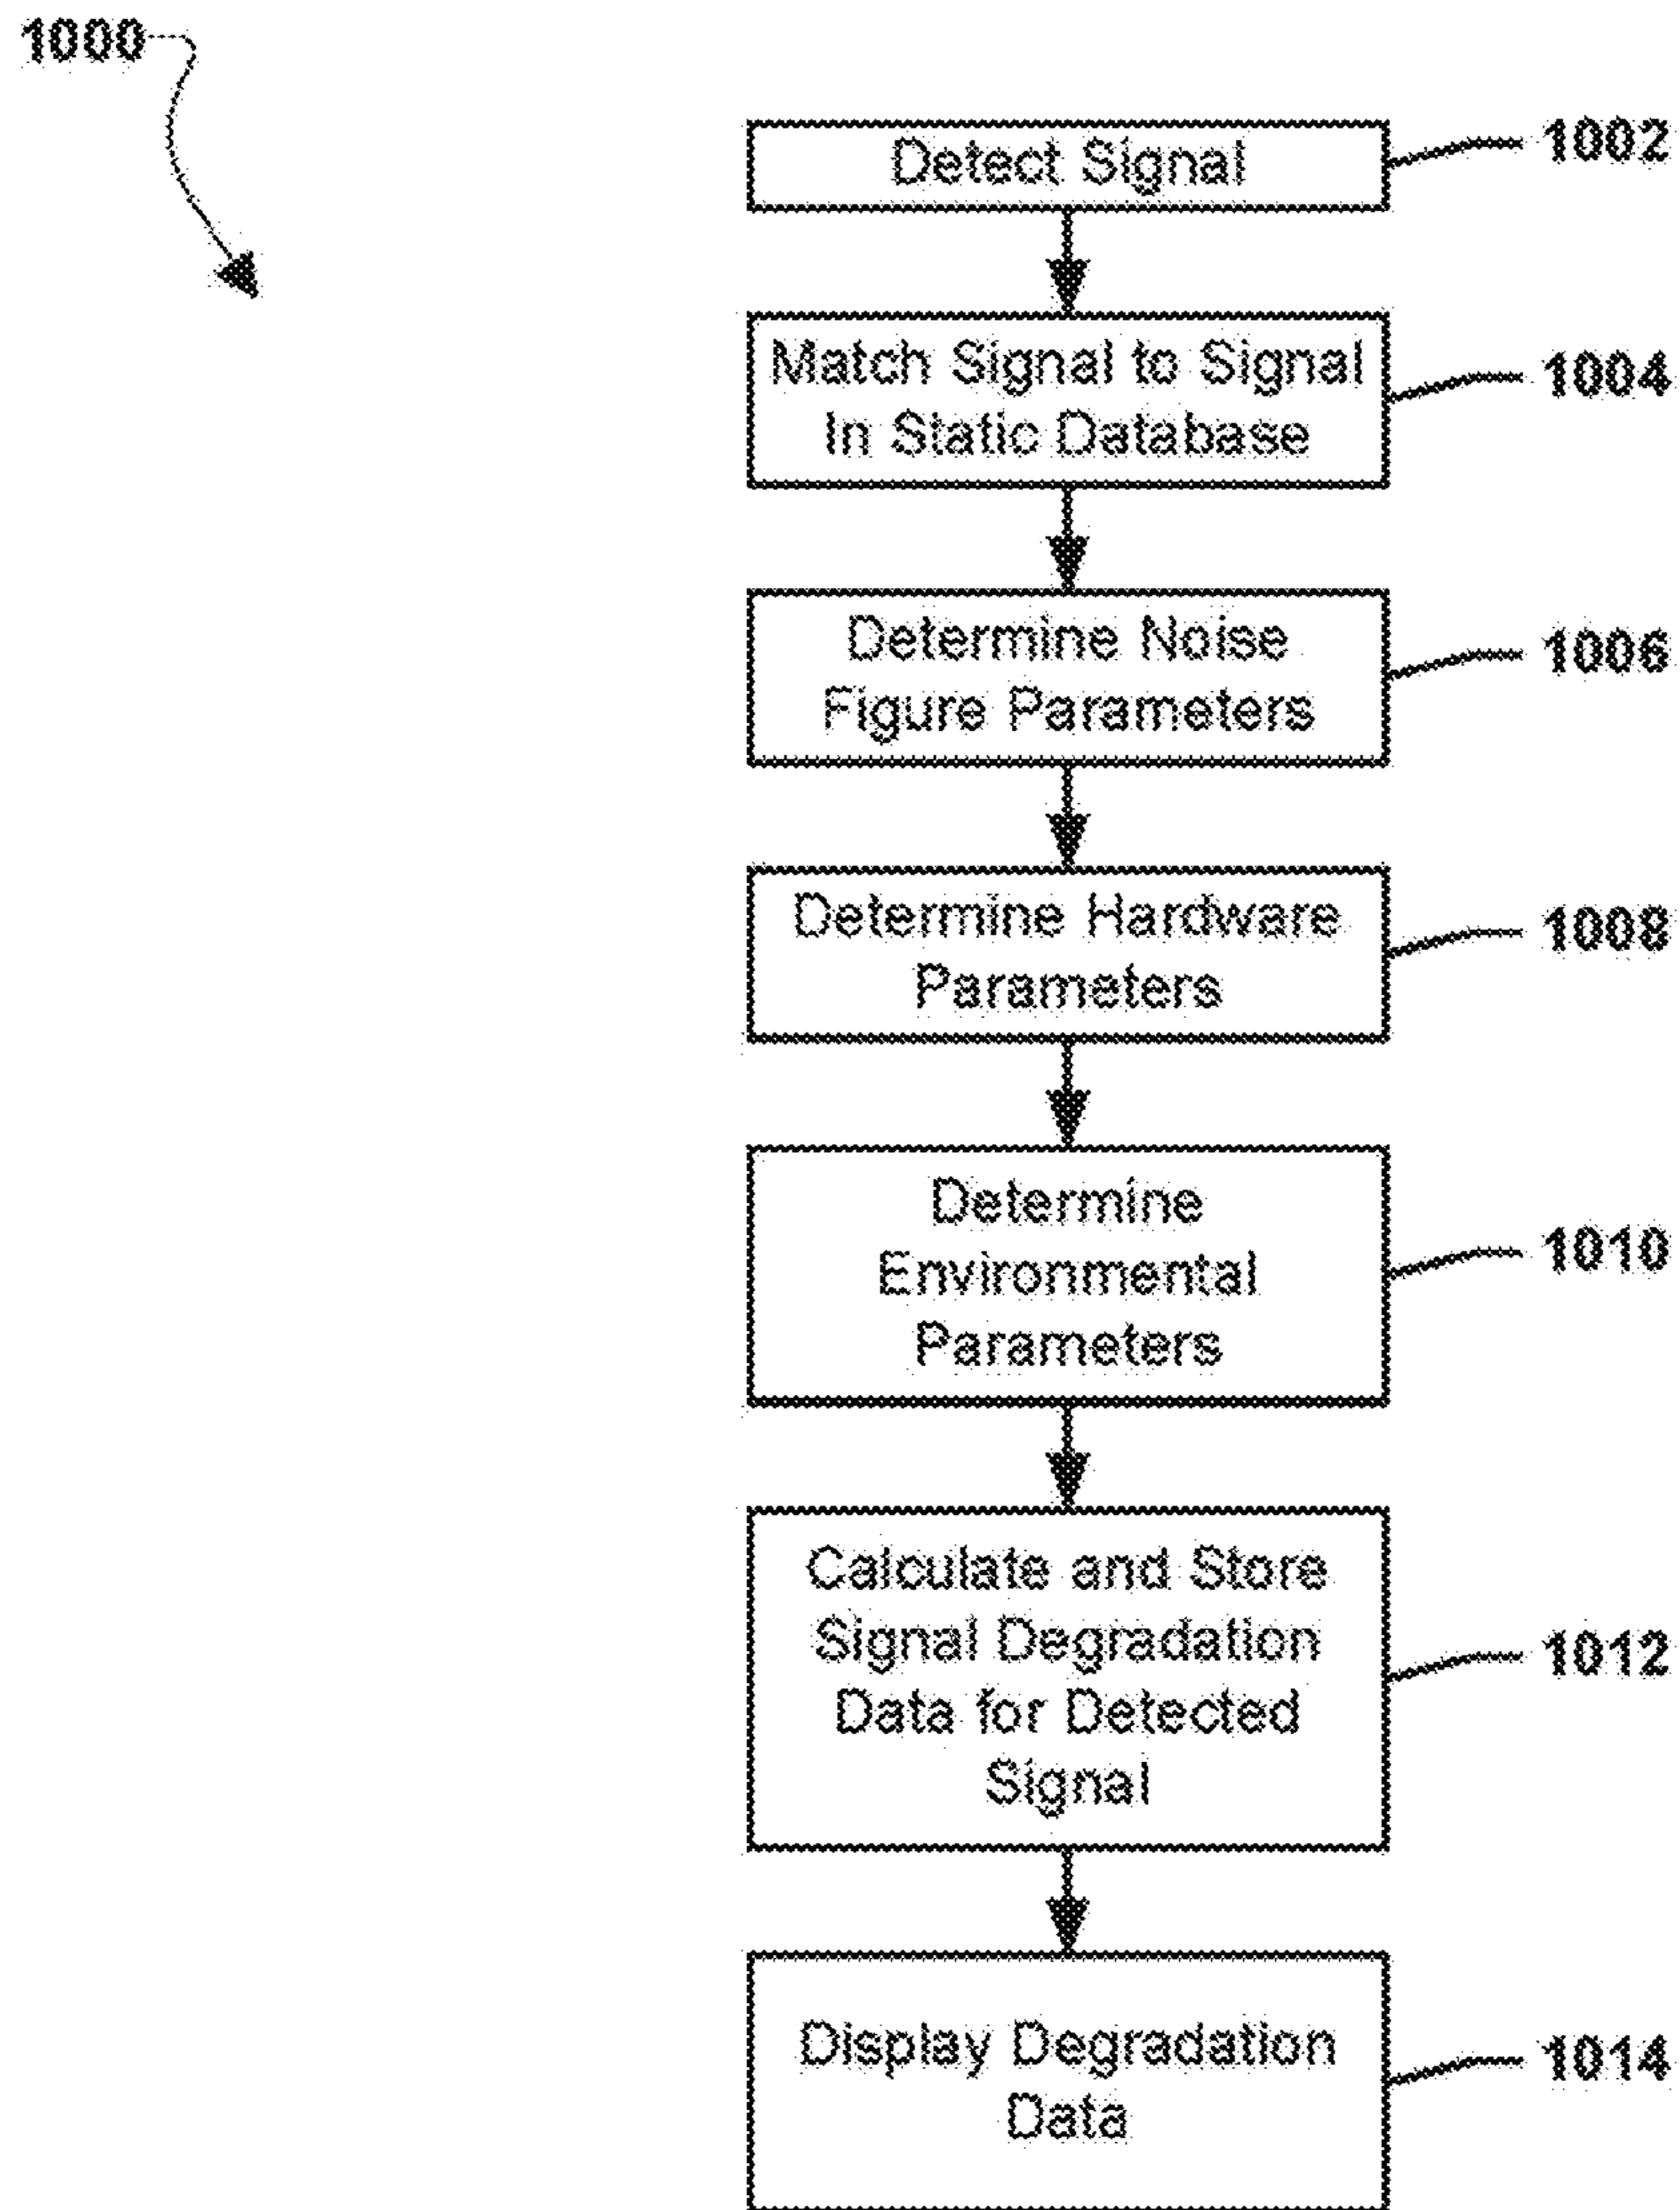 1000
Detect Signal
1002
Match Signal to Signal
In Static Database
1004
Determine Noise
Figure Parameters
1006
Determine Hardware
Parameters
1008
Determine
Environmental
Parameters
1010
Calculate and Store
Signal Degradation
Data for Detected
Signal
1012
Display Degradation
Data
1014